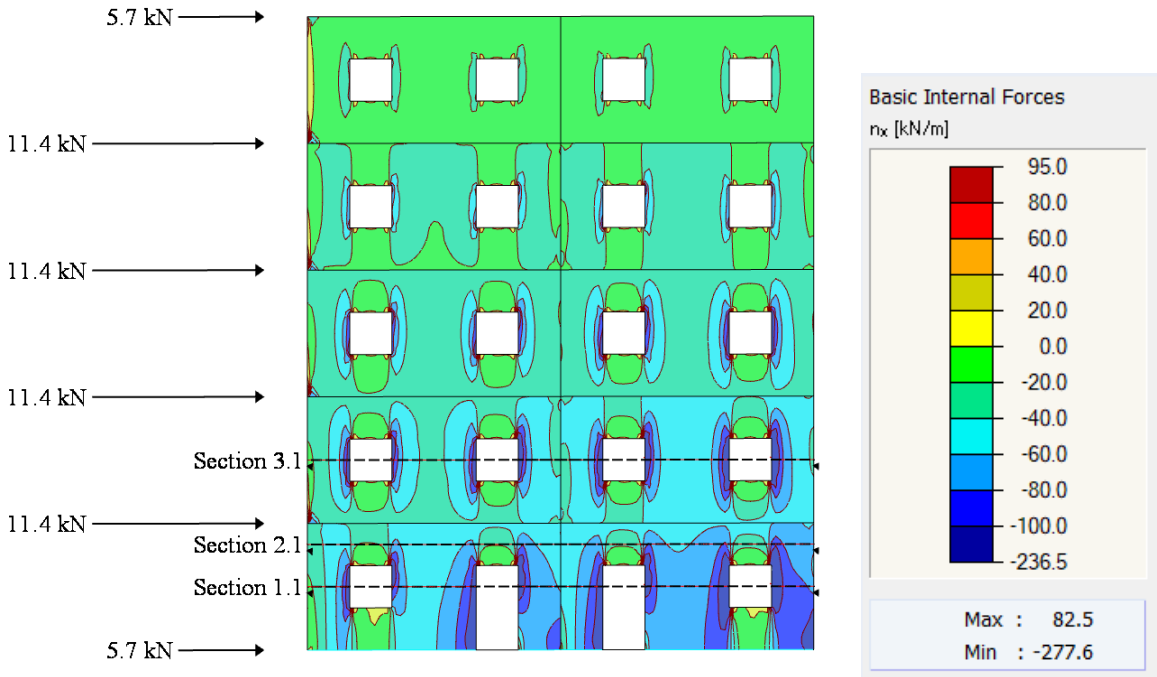 5.7 kN
11.4 kN
11.4 kN
11.4 kN
Section 3.1
11.4 kN
Section 2.1
Section 1.1
5.7 kN
Basic Internal Forces
nx [kN/m]
95.0
80.0
60.0
40.0
20.0
0.0
-20.0
-40.0
-60.0
-80.0
-100.0
-236.5
Max : 82.5
Min : -277.6